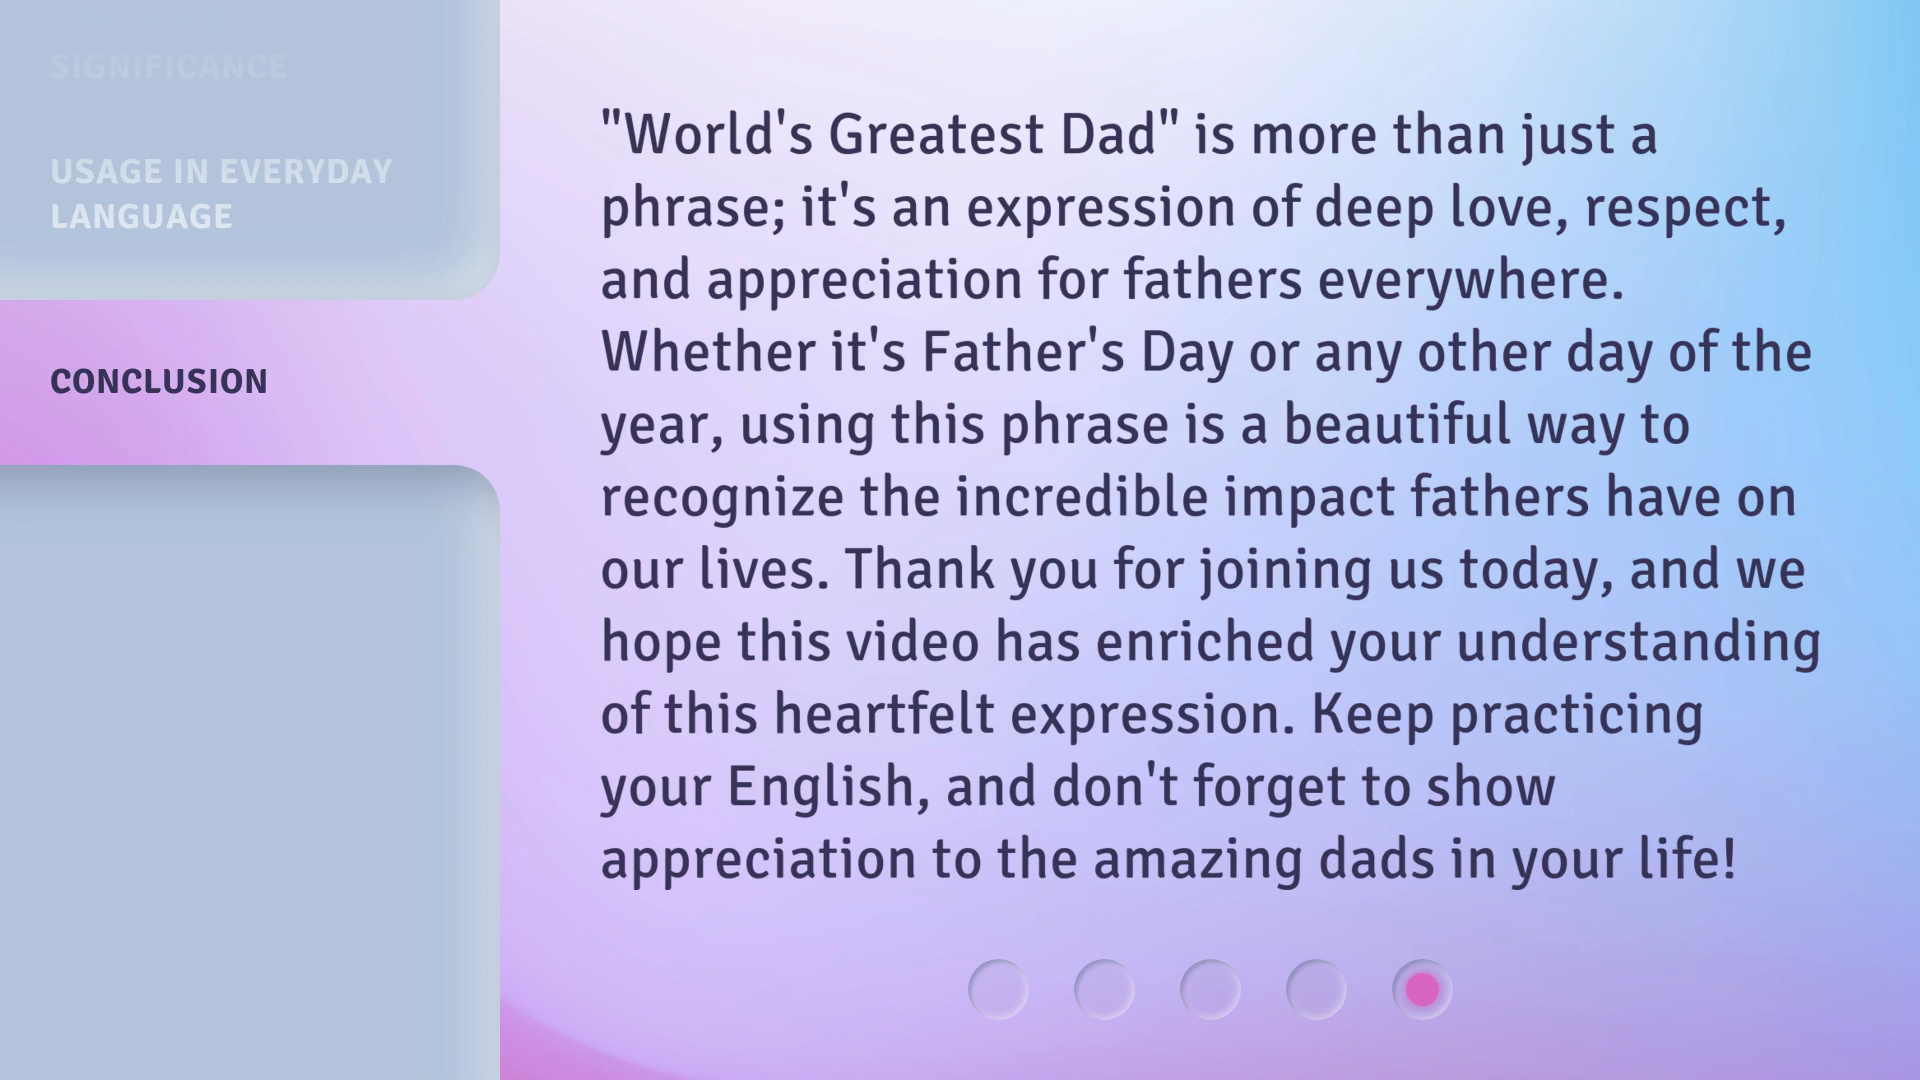 SIGNIFICANCE
USAGE IN EVERYDAY
LANGUAGE
CONCLUSION
"World's Greatest Dad" is more than just a
phrase; it's an expression of deep love, respect,
and appreciation for fathers everywhere.
Whether it's Father's Day or any other day of the
year, using this phrase is a beautiful way to
recognize the incredible impact fathers have on
our lives. Thank you for joining us today, and we
hope this video has enriched your understanding
of this heartfelt expression. Keep practicing
your English, and don't forget to show
appreciation to the amazing dads in your life!